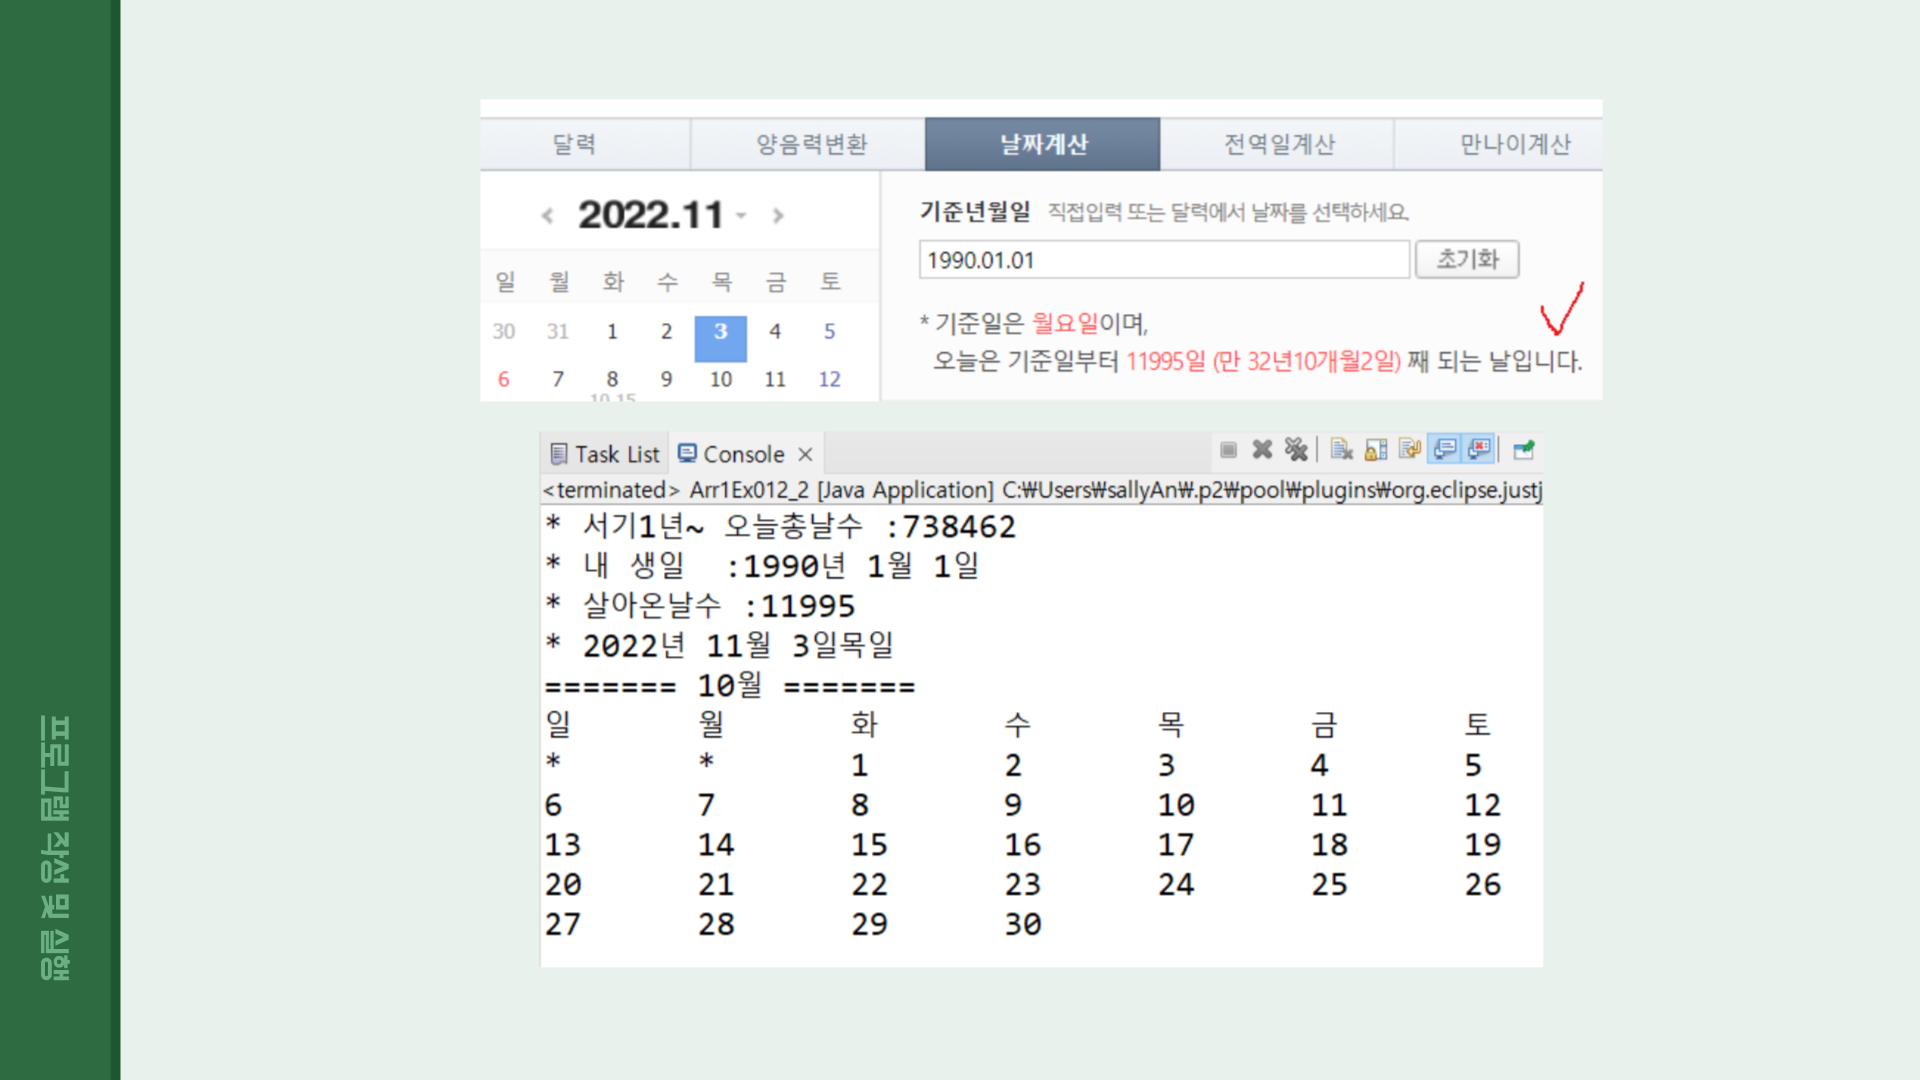 프로그램 작성 및 실행
달력 양음력변환 날짜계산 전역일계산 만나이계산
2022.11
일 월 화 수 목 금 토
30 31 1 2 3 4 5
6 7 8 9 10 11 12
10.15
기준년월일 직접입력 또는 달력에서 날짜를 선택하세요.
1990.01.01 초기화
* 기준일은 월요일이며,
오늘은 기준일부터 11995일 (만 32년10개월2일) 째 되는 날입니다.
Task List Console
<terminated> Arr1Ex012_2 [Java Application] C:₩Users₩sallyAn₩.p2₩pool₩plugins₩org.eclipse.justj
* 서기1년~ 오늘총날수 :738462
* 내 생일 :1990년 1월 1일
* 살아온날수 :11995
* 2022년 11월 3일목일
======= 10월 =======
일 월 화 수 목 금 토
* * 1 2 3 4 5
6 7 8 9 10 11 12
13 14 15 16 17 18 19
20 21 22 23 24 25 26
27 28 29 30